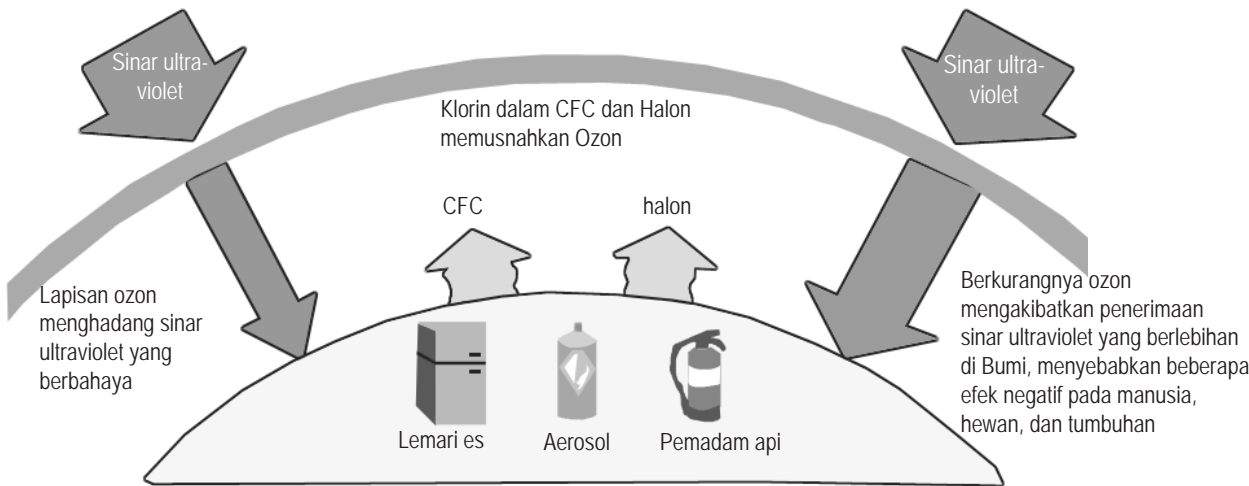 Sinar ultra-
violet
Sinar ultra-
violet
Klorin dalam CFC dan Halon
memusnahkan Ozon
CFC
halon
Lapisan ozon
menghadang sinar
ultraviolet yang
berbahaya
Berkurangnya ozon
mengakibatkan penerimaan
sinar ultraviolet yang berlebihan
di Bumi, menyebabkan beberapa
efek negatif pada manusia,
hewan, dan tumbuhan
Lemari es
Aerosol
Pemadam api